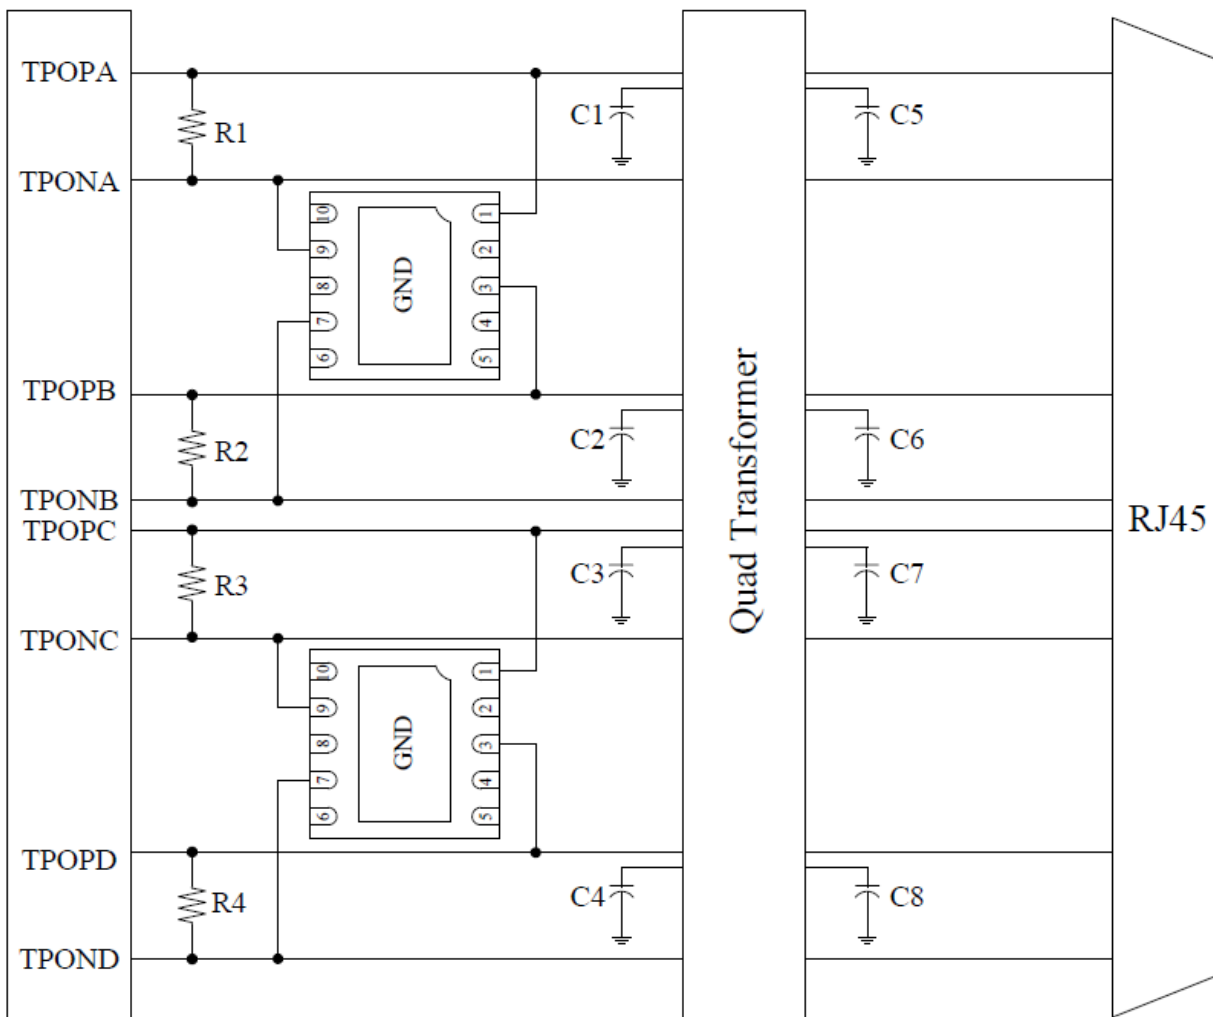 TPOPA
R1
C1
C5
TPONA
10
1
9
2
8
GND
3
7
4
6
5
TPOPB
R2
C2
C6
TPONB
TPOPC
R3
C3
C7
Quad Transformer
RJ45
TPONC
10
1
9
2
8
GND
3
7
4
6
5
TPOPD
R4
C4
C8
TPOND